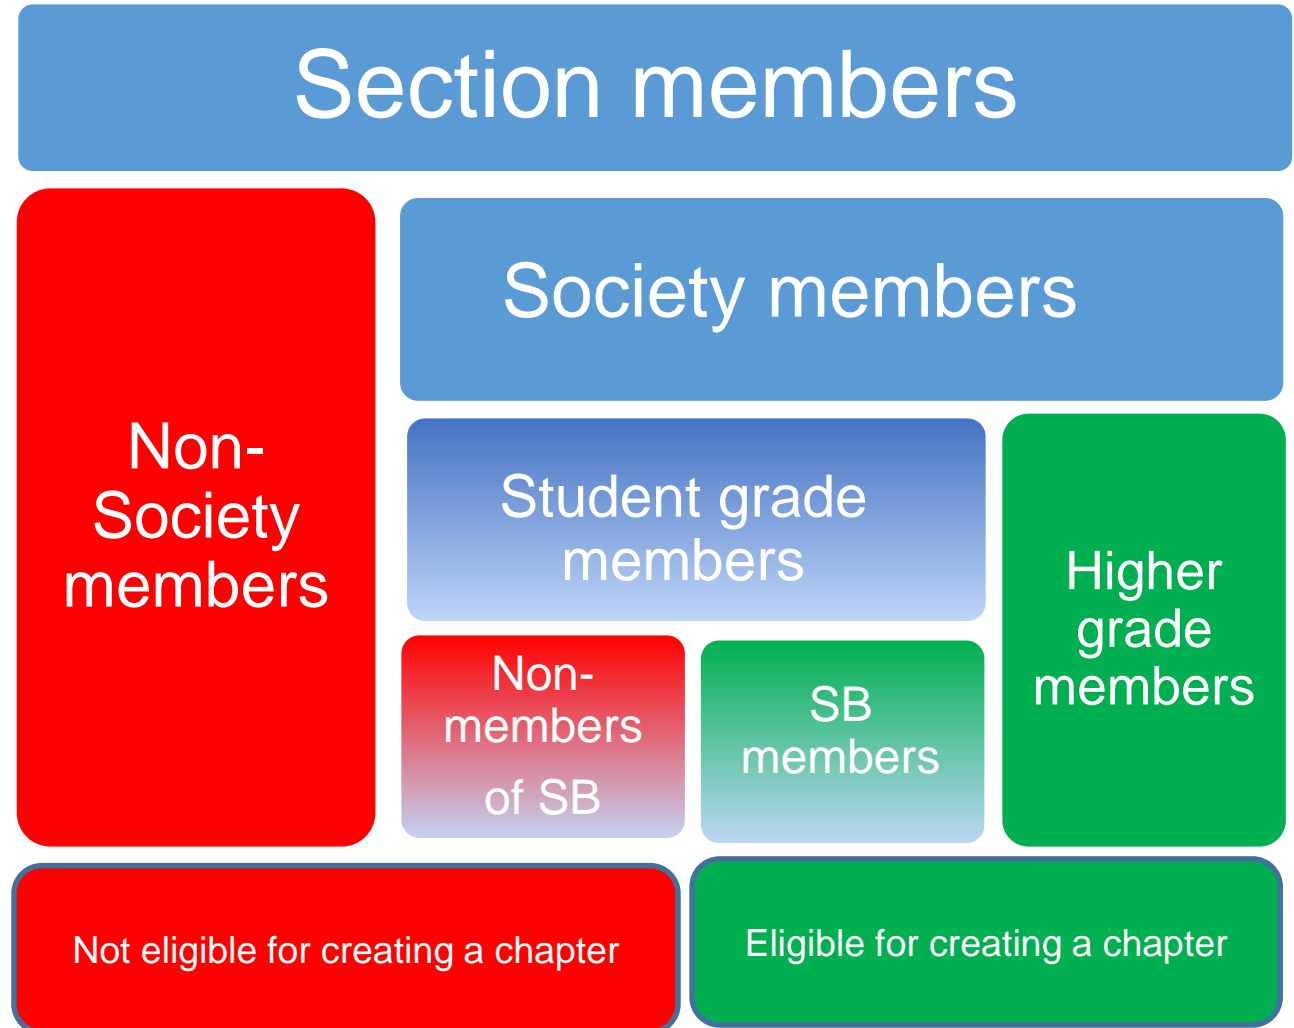 Section members
Non-
Society
members
Society members
Student grade
members
Non-
members
of SB
SB
members
Higher
grade
members
Not eligible for creating a chapter
Eligible for creating a chapter